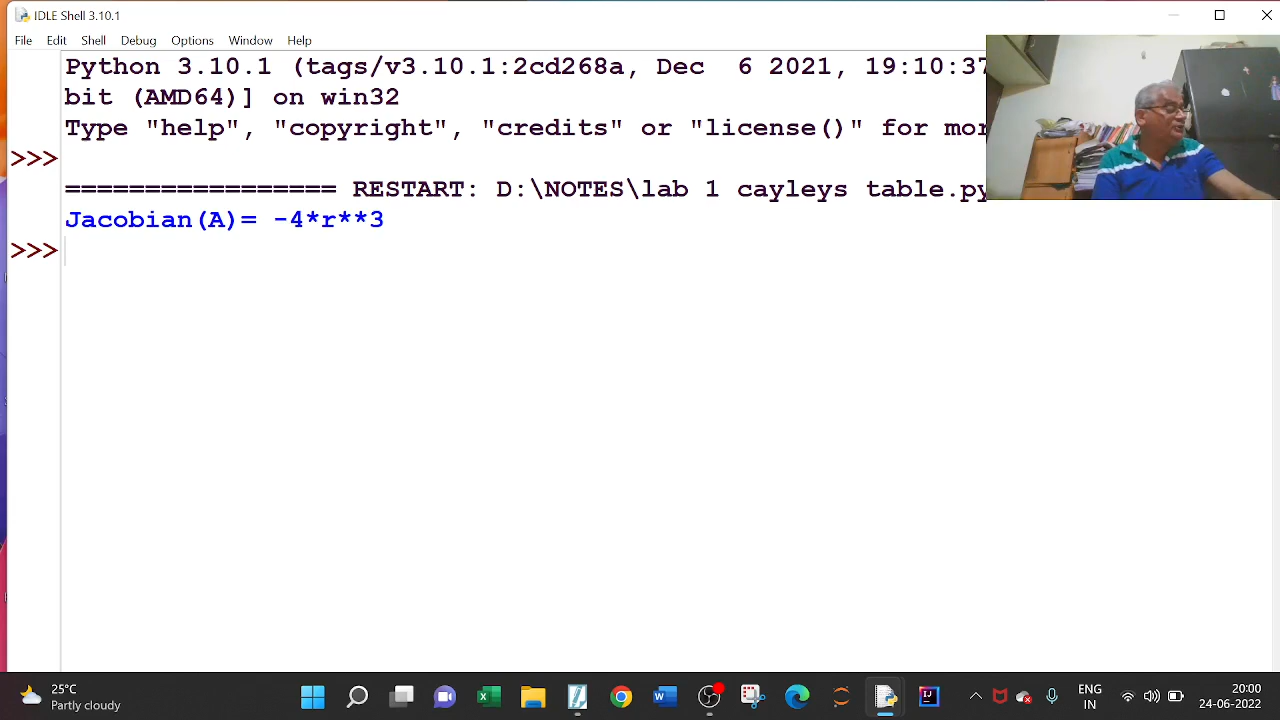 IDLE Shell 3.10.1
File Edit Shell Debug Options Window Help
Python 3.10.1 (tags/v3.10.1:2cd268a, Dec  6 2021, 19:10:37
bit (AMD64)] on win32
Type "help", "copyright", "credits" or "license()" for mor
>>>
================= RESTART: D:\NOTES\lab 1 cayleys table.py
Jacobian(A)= -4*r**3
>>>
25°C
Partly cloudy
ENG
IN
20:00
24-06-2022